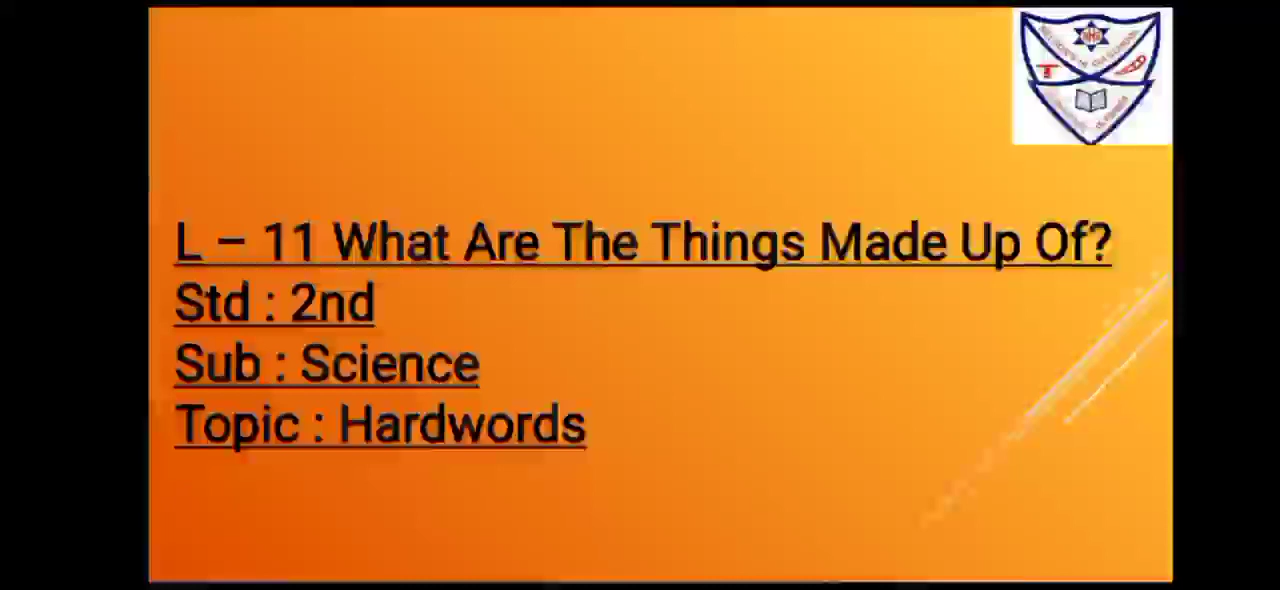 L – 11 What Are The Things Made Up Of?
Std : 2nd
Sub : Science
Topic : Hardwords